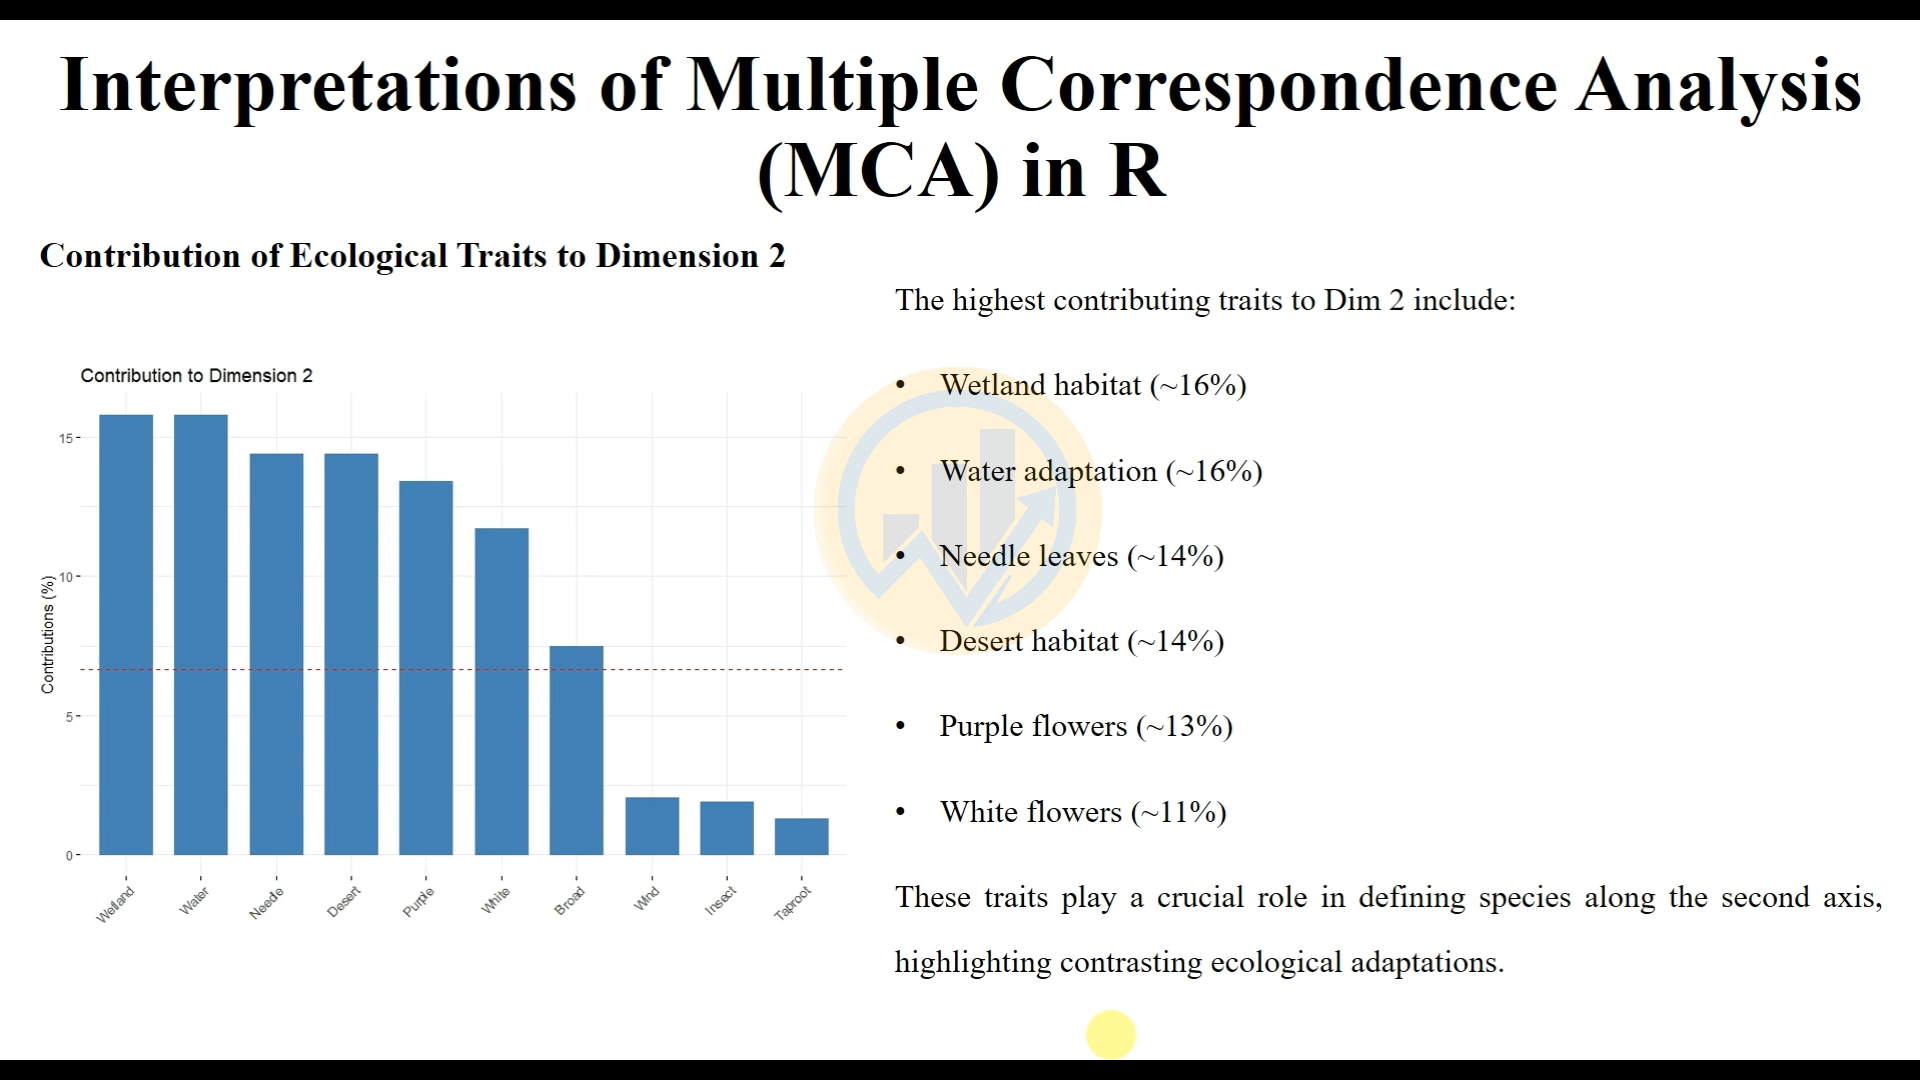 Interpretations of Multiple Correspondence Analysis
(MCA) in R
Contribution of Ecological Traits to Dimension 2
Contribution to Dimension 2
Contributions (%)
15
10
5
0
Wetland
Water
Needle
Desert
Purple
White
Broad
Wind
Insect
Taproot
The highest contributing traits to Dim 2 include:
• Wetland habitat (~16%)
• Water adaptation (~16%)
• Needle leaves (~14%)
• Desert habitat (~14%)
• Purple flowers (~13%)
• White flowers (~11%)
These traits play a crucial role in defining species along the second axis,
highlighting contrasting ecological adaptations.